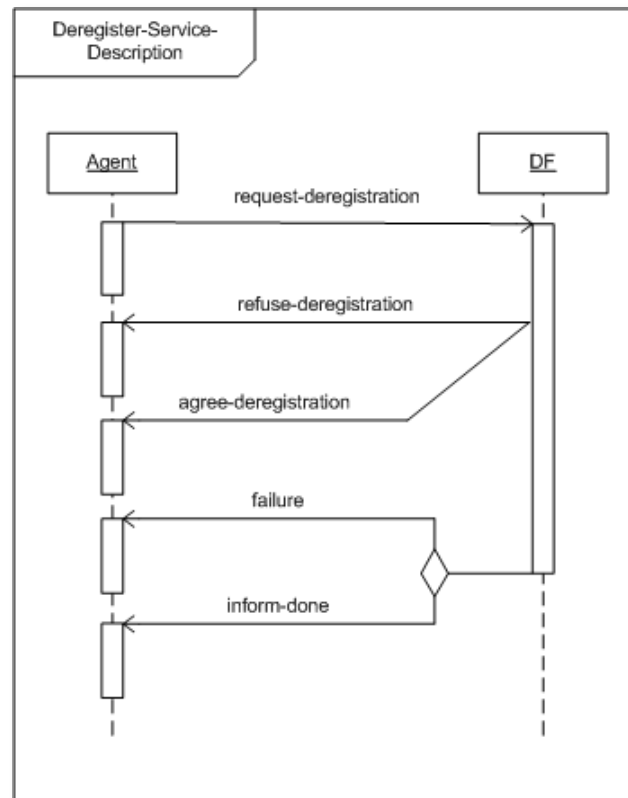 Deregister-Service-
Description
Agent
DF
request-deregistration
refuse-deregistration
agree-deregistration
failure
inform-done